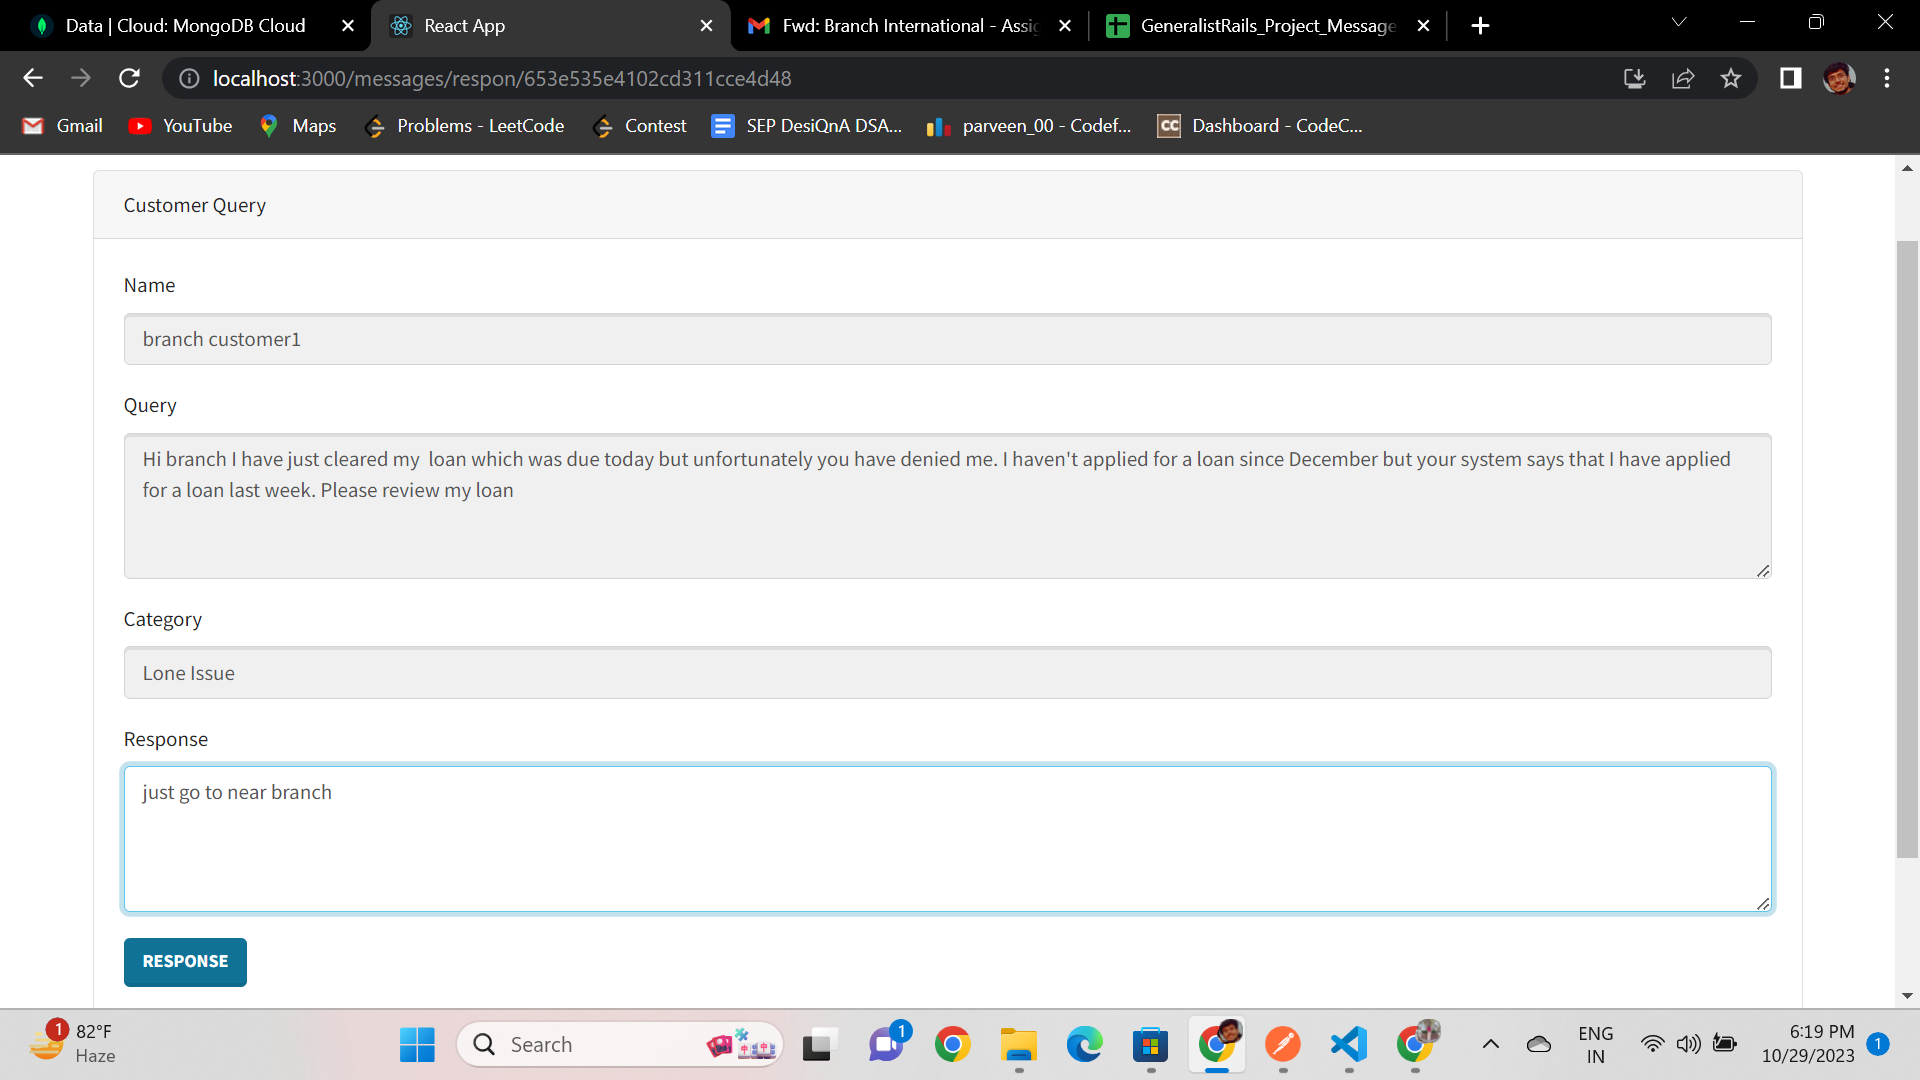 Data | Cloud: MongoDB Cloud
React App
Fwd: Branch International - Assig
GeneralistRails_Project_Message
localhost:3000/messages/respon/653e535e4102cd311cce4d48
Gmail
YouTube
Maps
Problems - LeetCode
Contest
SEP DesiQnA DSA...
parveen_00 - Codef...
CC
Dashboard - CodeC...
Customer Query
Name
branch customer1
Query
Hi branch I have just cleared my  loan which was due today but unfortunately you have denied me. I haven't applied for a loan since December but your system says that I have applied
for a loan last week. Please review my loan
Category
Lone Issue
Response
just go to near branch
RESPONSE
1
82°F
Haze
Search
1
ENG
IN
6:19 PM
10/29/2023
1